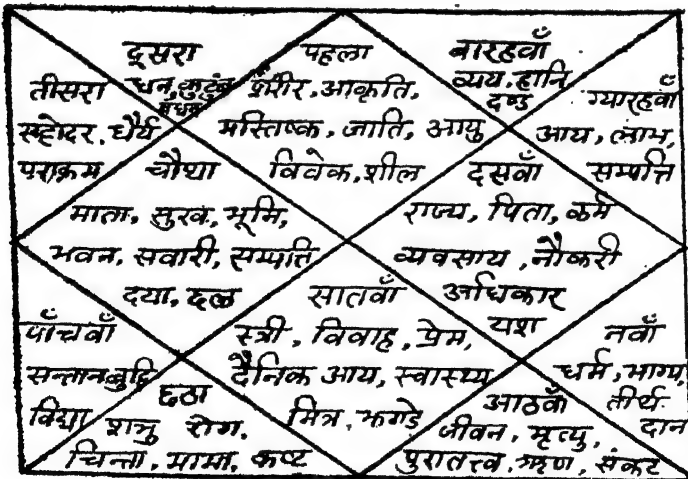 दूसरा
धन, कुटुंब
पहला
शरीर, आकृति,
मस्तिष्क, जाति, आयु
विवेक, शील
बारहवाँ
व्यय, हानि
दण्ड
ग्यारहवाँ
आय, लाभ,
सम्पत्ति
तीसरा
सहोदर, धैर्य
पराक्रम
चौथा
माता, सुख, भूमि,
भवन, सवारी, सम्पत्ति
दया, दल
दसवाँ
राज्य, पिता, कर्म
व्यवसाय, नौकरी
अधिकार
यश
सातवाँ
स्त्री, विवाह, प्रेम,
दैनिक आय, स्वास्थ्य
मित्र, झगडे
पाँचवाँ
सन्तान, बुद्धि
विद्या
छठा
शत्रु रोग,
चिन्ता, मामा, कष्ट
आठवाँ
जीवन, मृत्यु,
पुरातत्त्व, ऋण, संकट
नवाँ
धर्म, भाग्य,
तीर्थ
दान